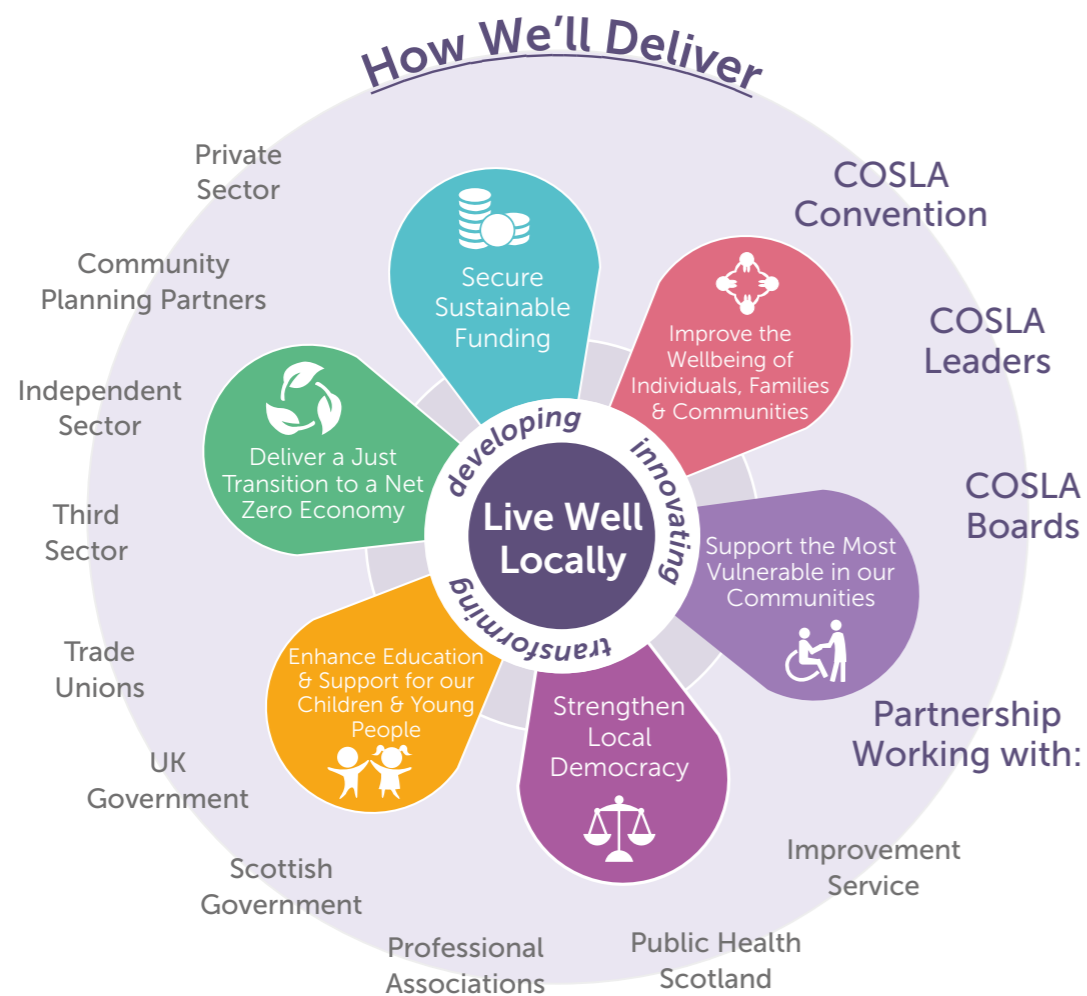 How We'll Deliver
COSLA
Convention
COSLA
Leaders
COSLA
Boards
Partnership
Working with:
Improvement
Service
Public Health
Scotland
Professional
Associations
Scottish
Government
UK
Government
Trade
Unions
Third
Sector
Independent
Sector
Community
Planning Partners
Private
Sector
Secure
Sustainable
Funding
Improve the
Wellbeing of
Individuals, Families
& Communities
Support the Most
Vulnerable in our
Communities
Strengthen
Local
Democracy
Enhance Education
& Support for our
Children & Young
People
Deliver a Just
Transition to a Net
Zero Economy
developing
innovating
transforming
Live Well
Locally